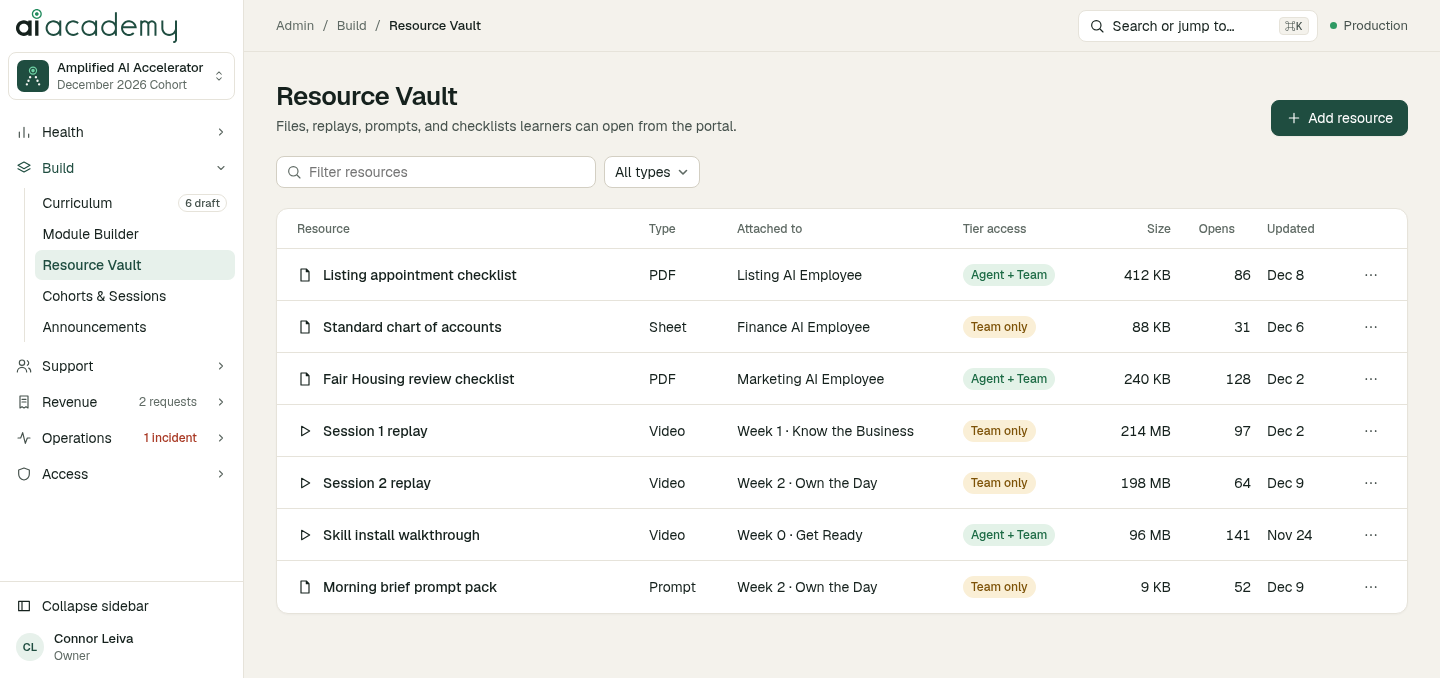 ai academy
Amplified AI Accelerator
December 2026 Cohort
Health
Build
Curriculum 6 draft
Module Builder
Resource Vault
Cohorts & Sessions
Announcements
Support
Revenue 2 requests
Operations 1 incident
Access
Collapse sidebar
CL
Connor Leiva
Owner
Admin / Build / Resource Vault
Search or jump to... ⌘K
Production
Resource Vault
Files, replays, prompts, and checklists learners can open from the portal.
Add resource
Filter resources
All types
Resource Type Attached to Tier access Size Opens Updated
Listing appointment checklist PDF Listing AI Employee Agent + Team 412 KB 86 Dec 8 ...
Standard chart of accounts Sheet Finance AI Employee Team only 88 KB 31 Dec 6 ...
Fair Housing review checklist PDF Marketing AI Employee Agent + Team 240 KB 128 Dec 2 ...
Session 1 replay Video Week 1 · Know the Business Team only 214 MB 97 Dec 2 ...
Session 2 replay Video Week 2 · Own the Day Team only 198 MB 64 Dec 9 ...
Skill install walkthrough Video Week 0 · Get Ready Agent + Team 96 MB 141 Nov 24 ...
Morning brief prompt pack Prompt Week 2 · Own the Day Team only 9 KB 52 Dec 9 ...